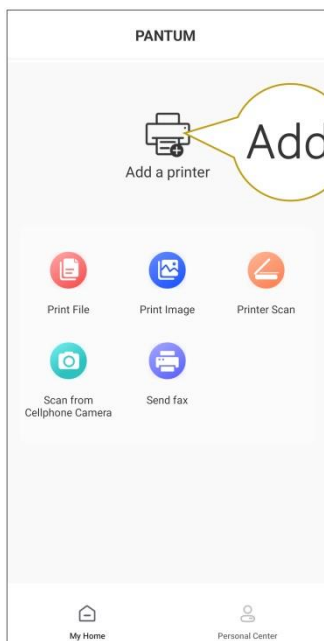 PANTUM
Add
Add a printer
Print File
Print Image
Printer Scan
Scan from
Cellphone Camera
Send fax
My Home
Personal Center